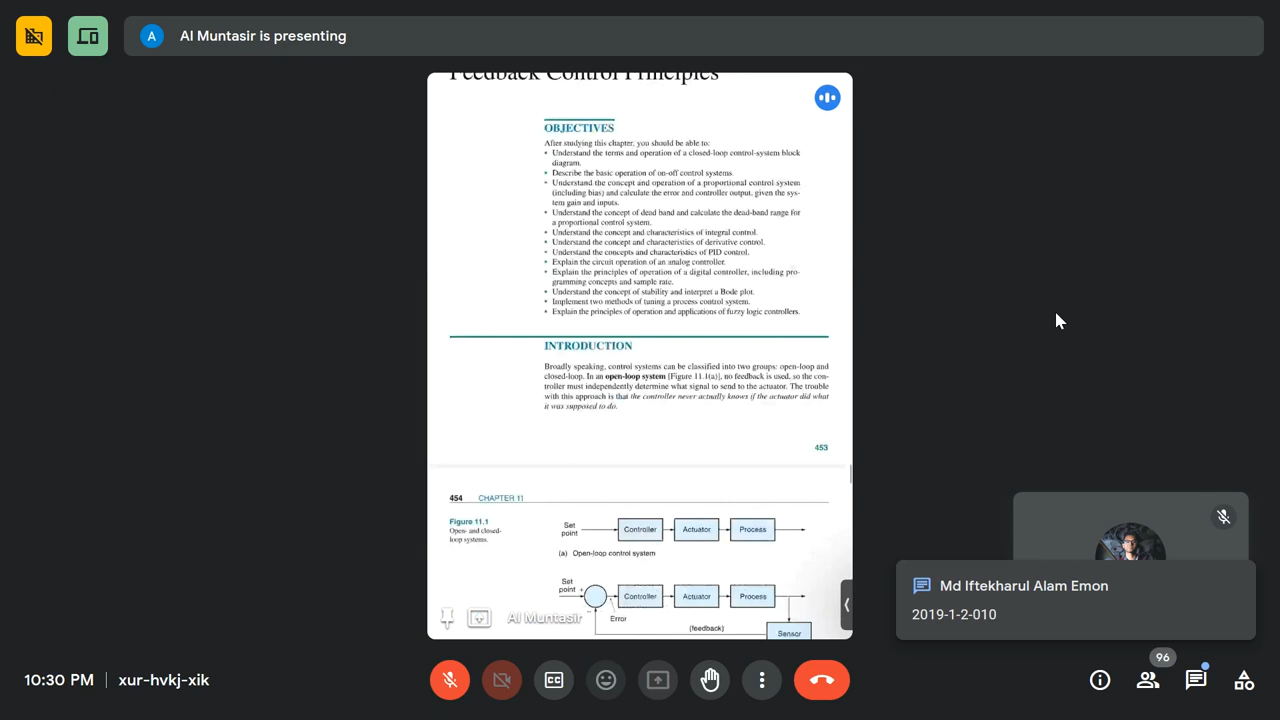 A
Al Muntasir is presenting
Feedback Control Principles
OBJECTIVES
After studying this chapter, you should be able to:
• Understand the terms and operation of a closed-loop control-system block
diagram.
• Describe the basic operation of on-off control systems.
• Understand the concept and operation of a proportional control system
(including bias) and calculate the error and controller output, given the sys-
tem gain and inputs.
• Understand the concept of dead band and calculate the dead-band range for
a proportional control system.
• Understand the concept and characteristics of integral control.
• Understand the concept and characteristics of derivative control.
• Understand the concepts and characteristics of PID control.
• Explain the circuit operation of an analog controller.
• Explain the principles of operation of a digital controller, including pro-
gramming concepts and sample rate.
• Understand the concept of stability and interpret a Bode plot.
• Implement two methods of tuning a process control system.
• Explain the principles of operation and applications of fuzzy logic controllers.
INTRODUCTION
Broadly speaking, control systems can be classified into two groups: open-loop and
closed-loop. In an open-loop system [Figure 11.1(a)], no feedback is used, so the con-
troller must independently determine what signal to send to the actuator. The trouble
with this approach is that the controller never actually knows if the actuator did what
it was supposed to do.
453
454 CHAPTER 11
Figure 11.1
Open- and closed-
loop systems.
Set
point
Controller
Actuator
Process
(a) Open-loop control system
Set
point +
Controller
Actuator
Process
−
Error
(feedback)
Sensor
Al Muntasir
Md Iftekharul Alam Emon
2019-1-2-010
10:30 PM
xur-hvkj-xik
CC
96